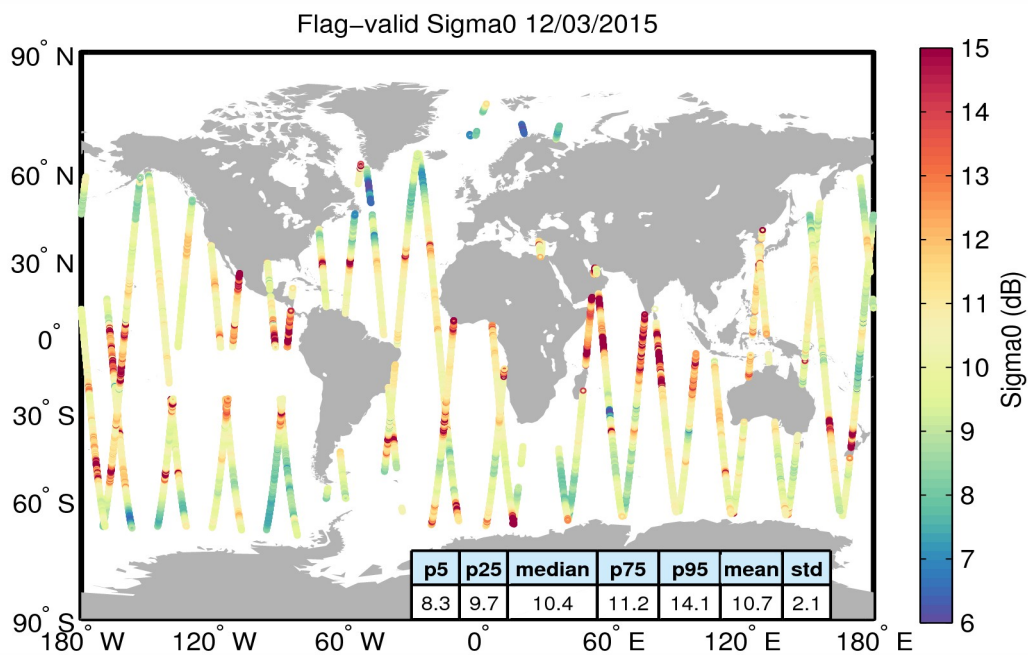 Flag−valid Sigma0 12/03/2015
90° N
60° N
30° N
0°
30° S
60° S
90° S
180° W
120° W
60° W
0°
60° E
120° E
180° E
15
14
13
12
11
10
9
8
7
6
Sigma0 (dB)
p5 p25 median p75 p95 mean std
8.3 9.7 10.4 11.2 14.1 10.7 2.1